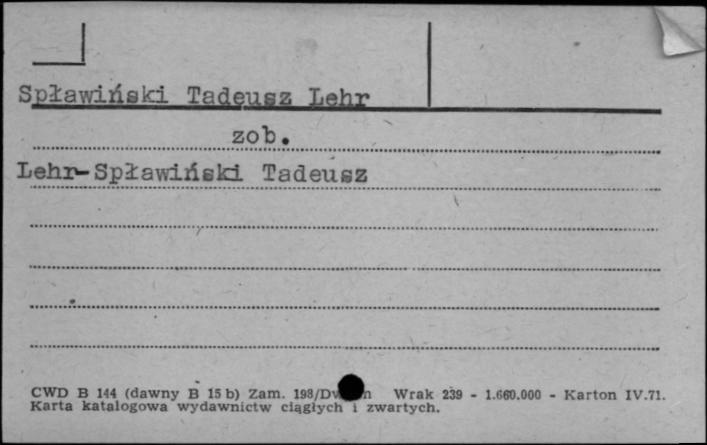 Spławiński Tadeusz Lehr
zob.
Lehr-Spławiński Tadeusz
CWD B 144 (dawny B 15 b) Zam. 198/ Wrak 239 - 1.660.000 - Karton IV.71.
Karta katalogowa wydawnictw ciągłych i zwartych.